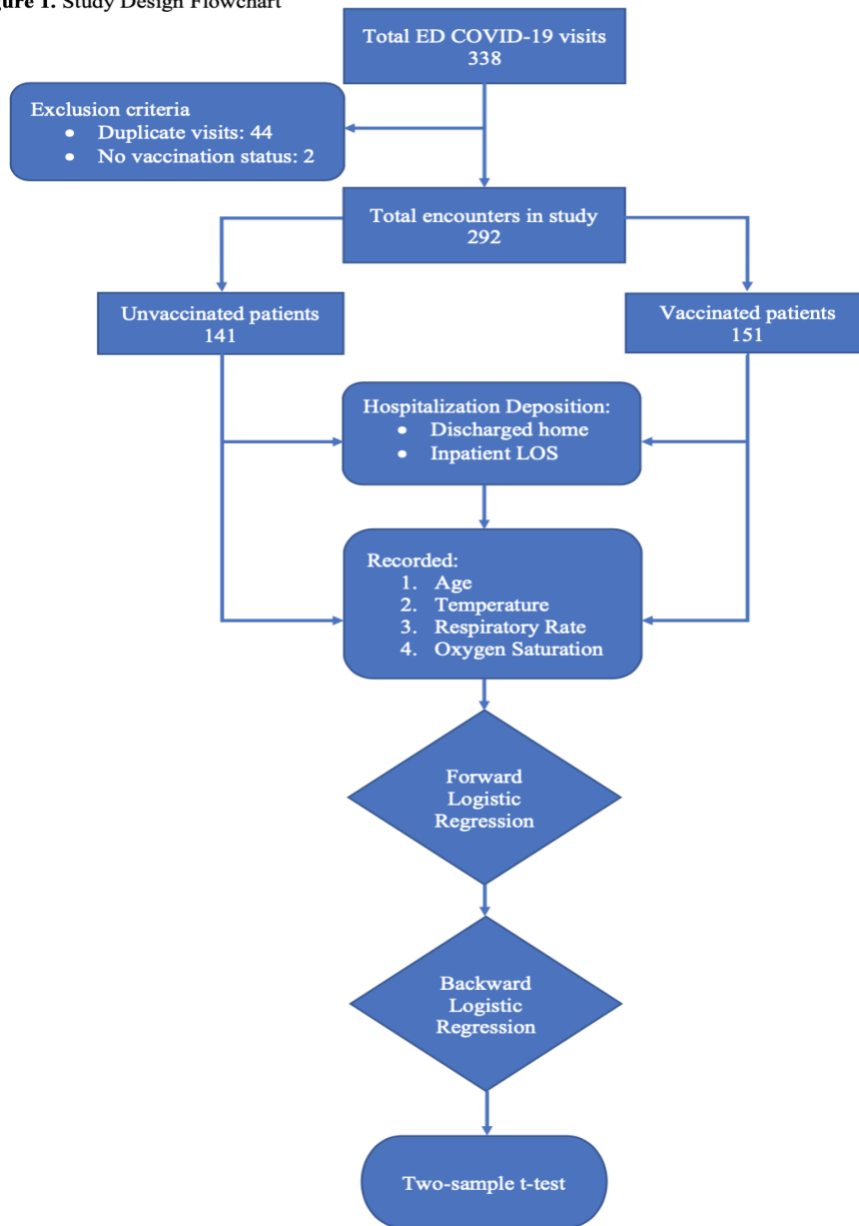 gure 1. Study Design Flowchart
Total ED COVID-19 visits
338
Exclusion criteria
• Duplicate visits: 44
• No vaccination status: 2
Total encounters in study
292
Unvaccinated patients
141
Vaccinated patients
151
Hospitalization Deposition:
• Discharged home
• Inpatient LOS
Recorded:
1. Age
2. Temperature
3. Respiratory Rate
4. Oxygen Saturation
Forward
Logistic
Regression
Backward
Logistic
Regression
Two-sample t-test